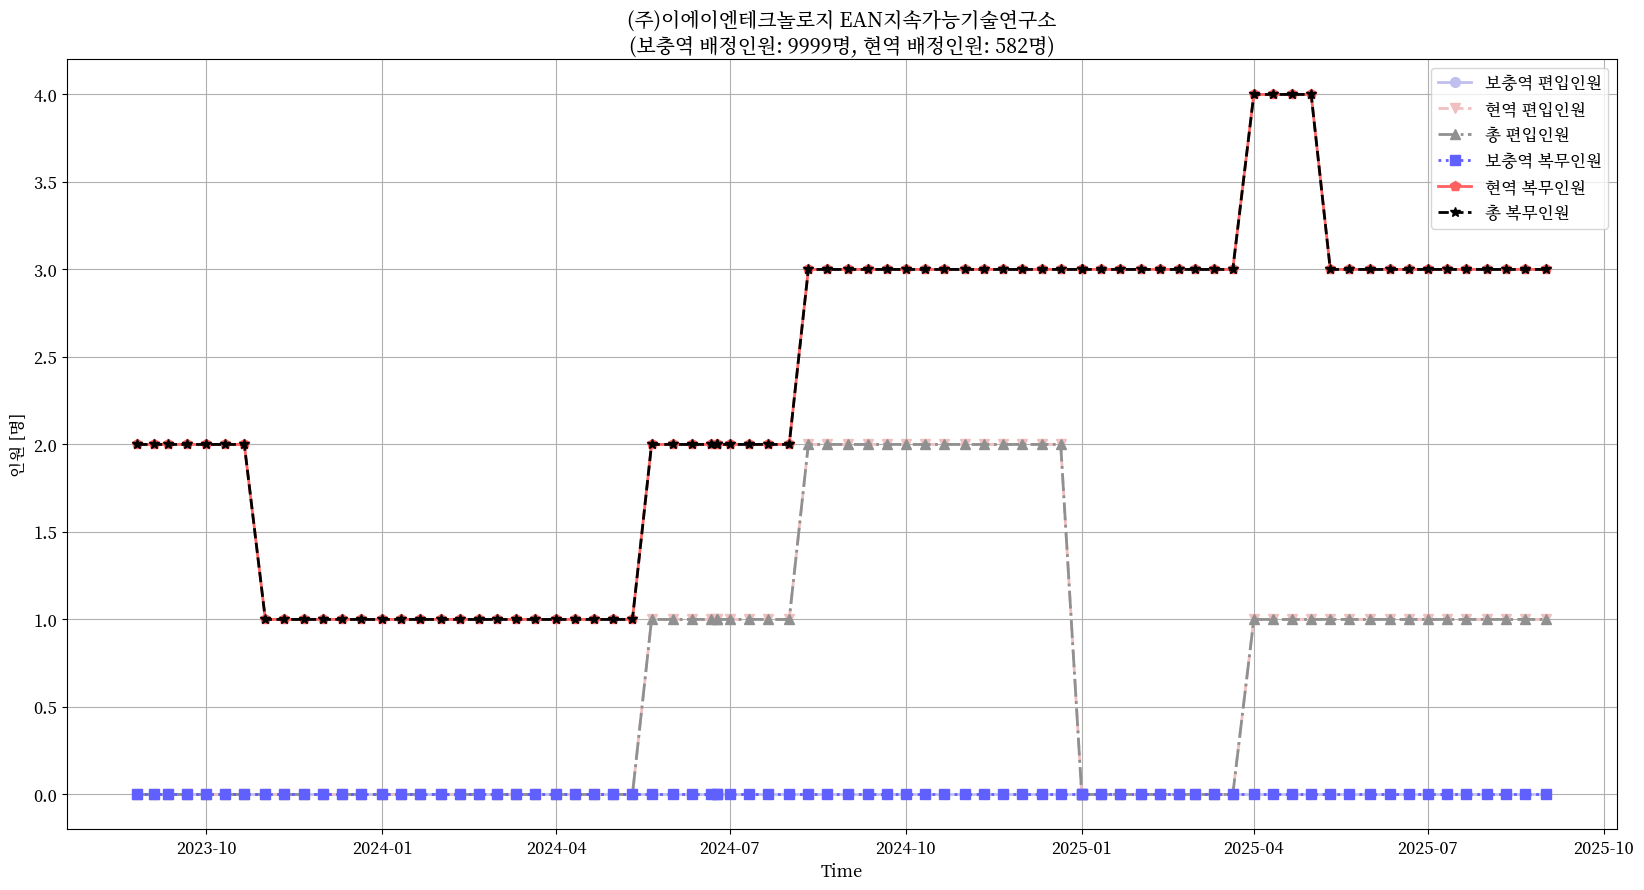 (주)이에이엔테크놀로지 EAN지속가능기술연구소
(보충역 배정인원: 9999명, 현역 배정인원: 582명)
보충역 편입인원
현역 편입인원
총 편입인원
보충역 복무인원
현역 복무인원
총 복무인원
인원 [명]
4.0
3.5
3.0
2.5
2.0
1.5
1.0
0.5
0.0
2023-10
2024-01
2024-04
2024-07
2024-10
2025-01
2025-04
2025-07
2025-10
Time